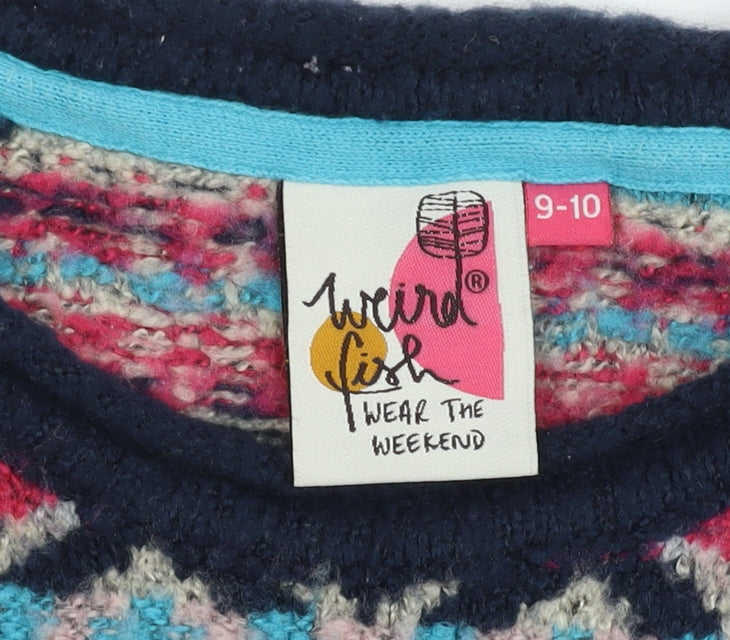 9-10
weird®
fish
WEAR THE
WEEKEND